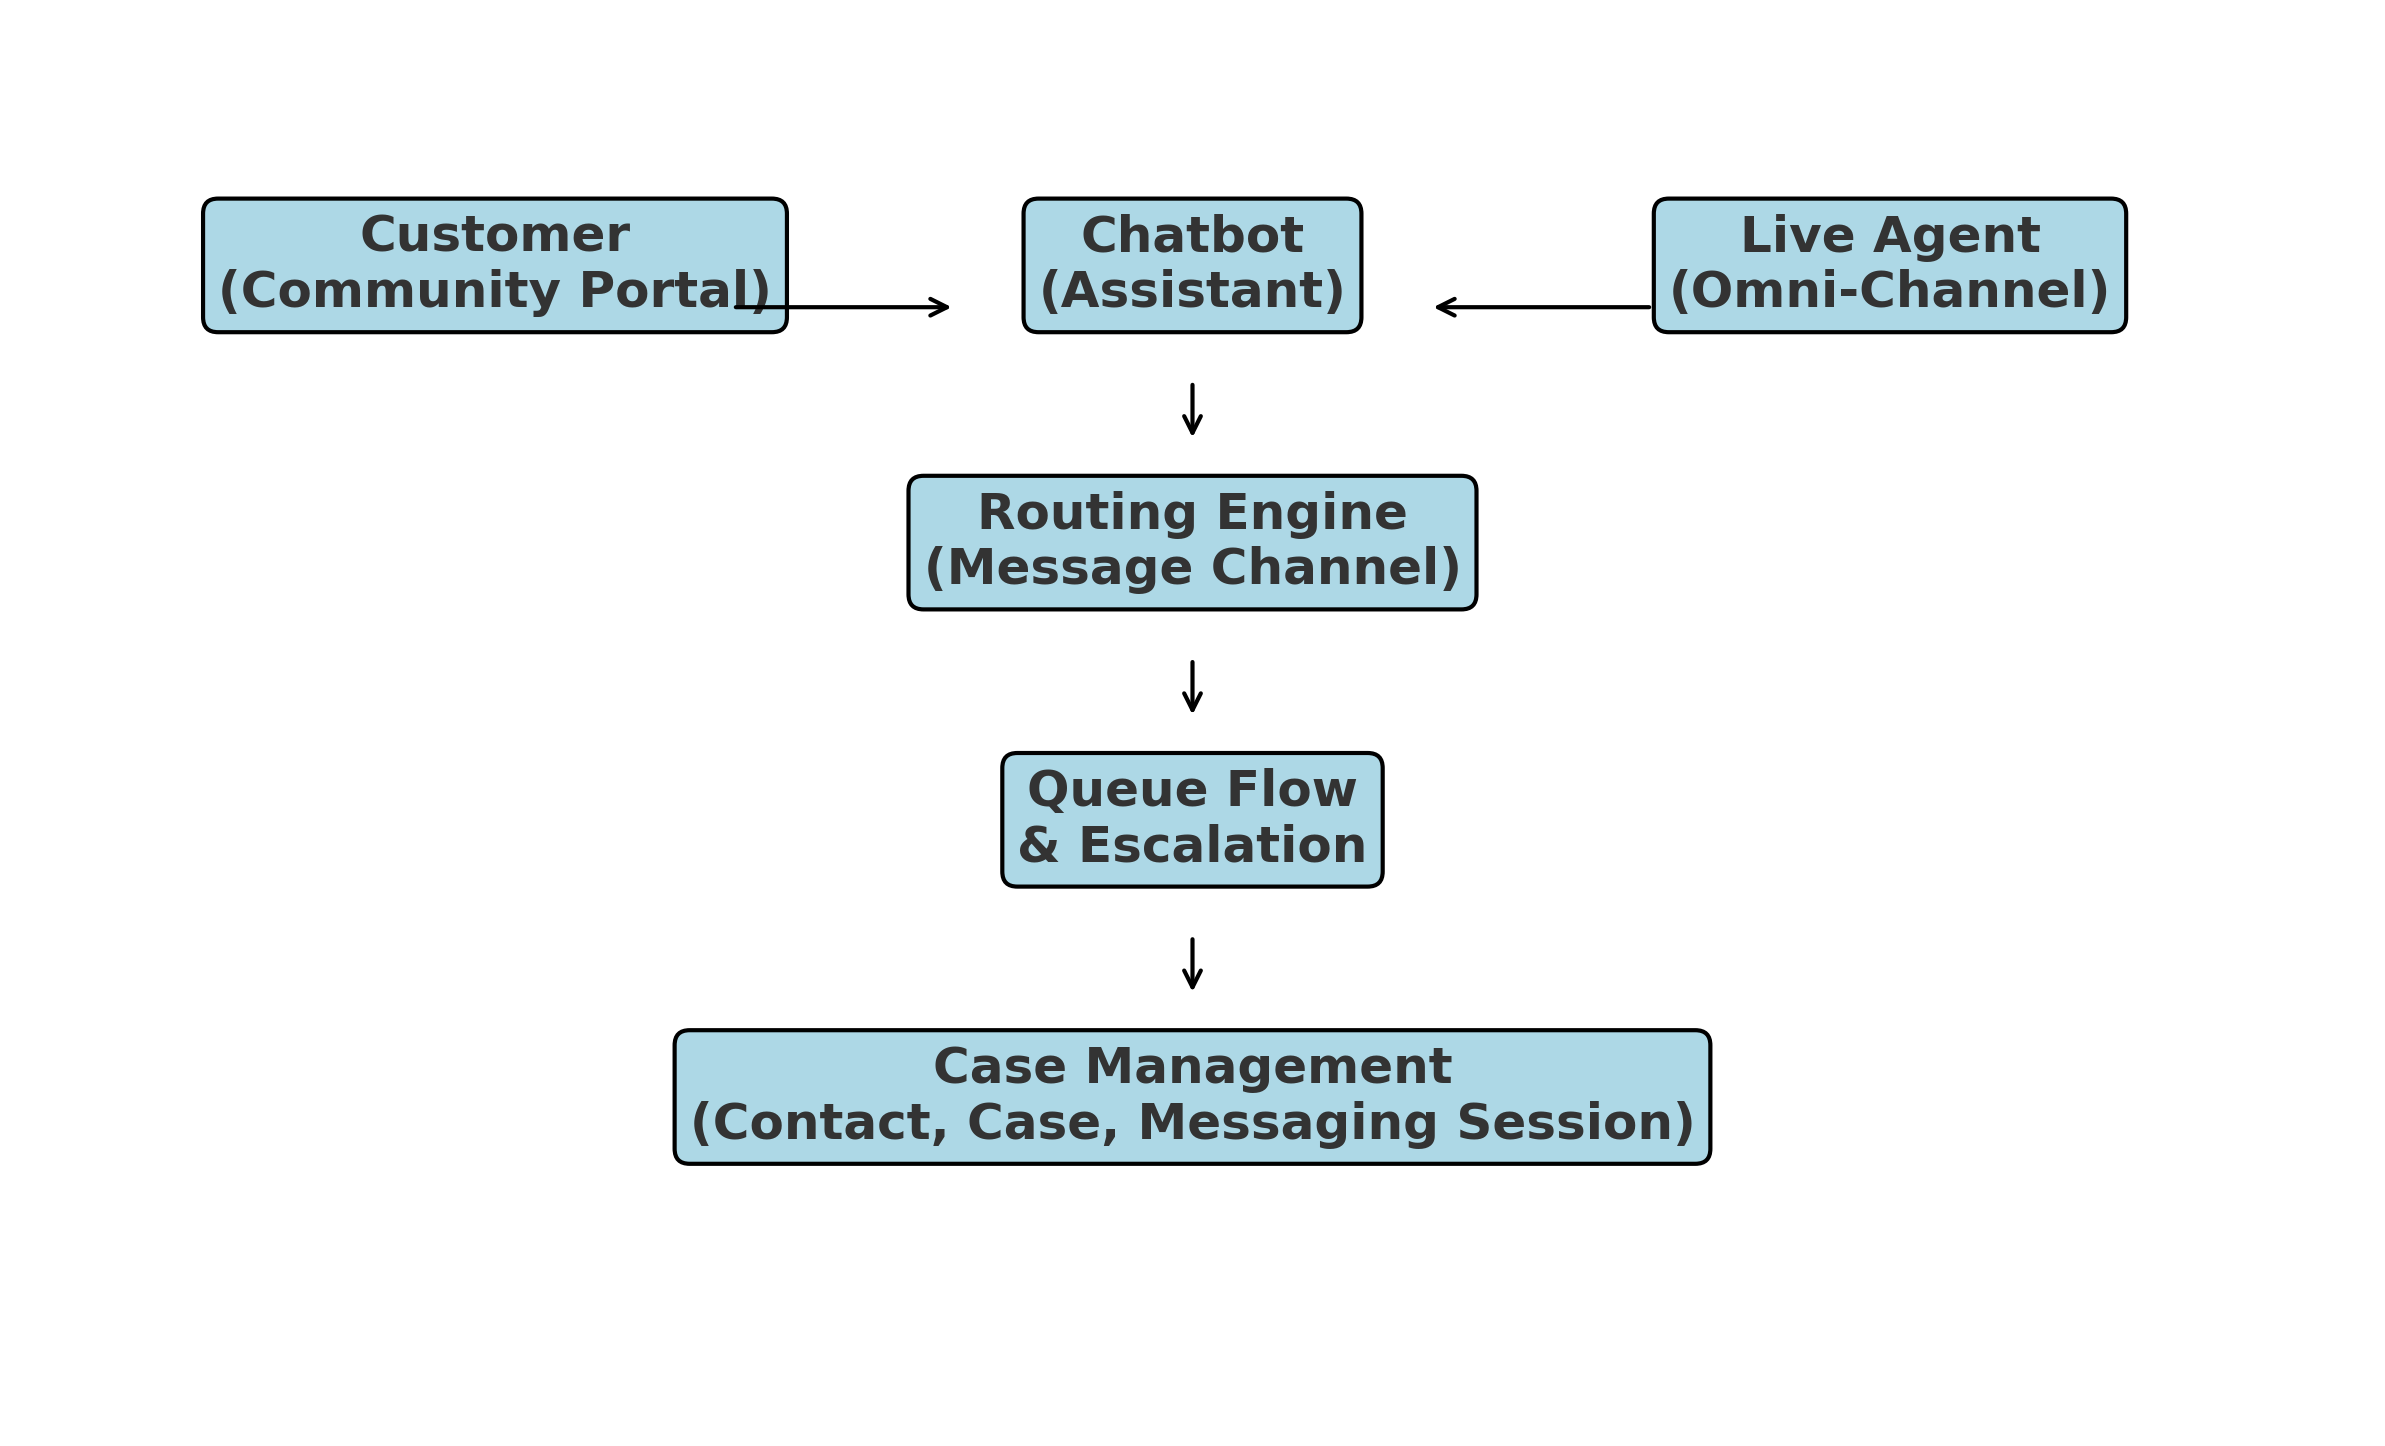 Customer
(Community Portal)
Chatbot
(Assistant)
Live Agent
(Omni-Channel)
Routing Engine
(Message Channel)
Queue Flow
& Escalation
Case Management
(Contact, Case, Messaging Session)